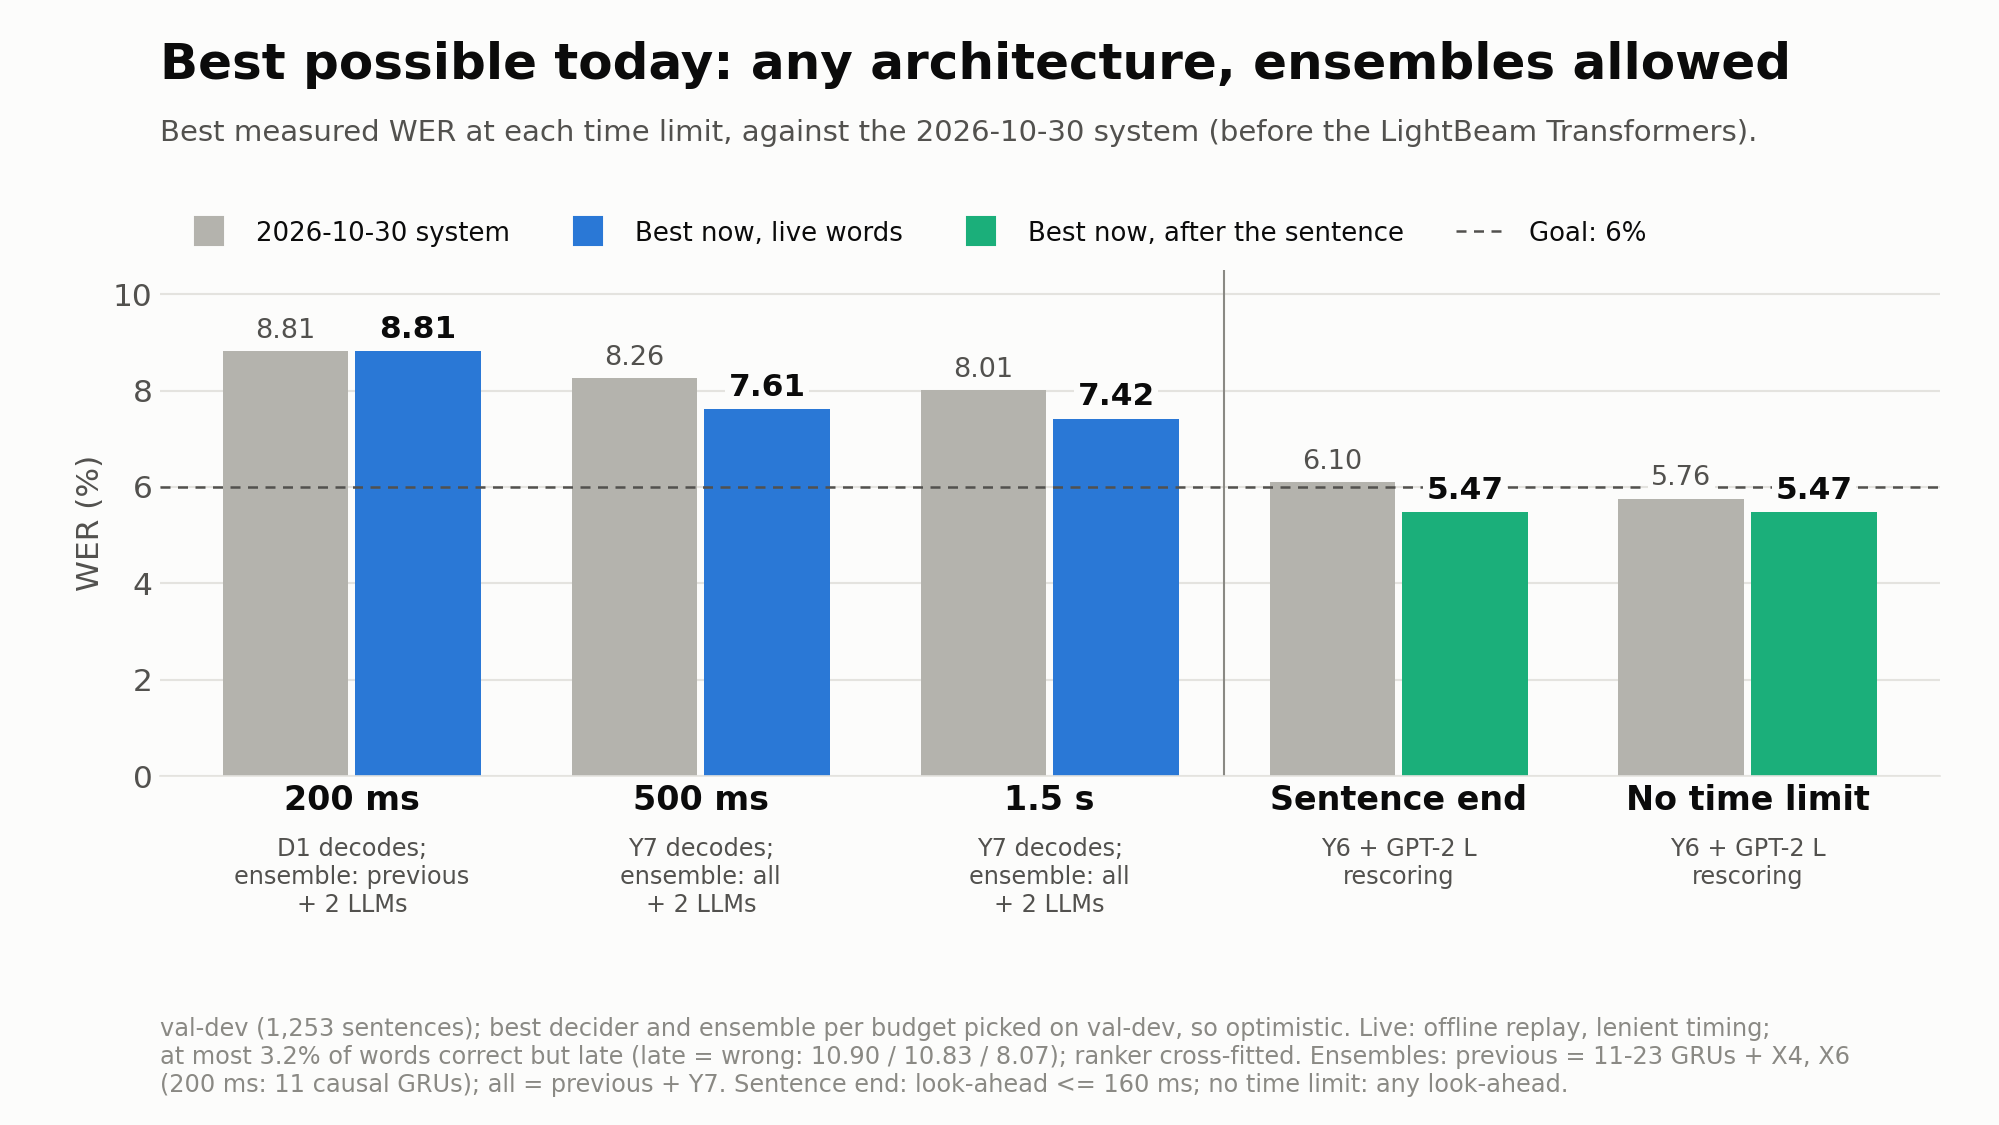 Best possible today: any architecture, ensembles allowed
Best measured WER at each time limit, against the 2026-10-30 system (before the LightBeam Transformers).
2026-10-30 system
Best now, live words
Best now, after the sentence
Goal: 6%
WER (%)
10
8
6
4
2
0
8.81
8.81
8.26
7.61
8.01
7.42
6.10
5.47
5.76
5.47
200 ms
D1 decodes;
ensemble: previous
+ 2 LLMs
500 ms
Y7 decodes;
ensemble: all
+ 2 LLMs
1.5 s
Y7 decodes;
ensemble: all
+ 2 LLMs
Sentence end
Y6 + GPT-2 L
rescoring
No time limit
Y6 + GPT-2 L
rescoring
val-dev (1,253 sentences); best decider and ensemble per budget picked on val-dev, so optimistic. Live: offline replay, lenient timing;
at most 3.2% of words correct but late (late = wrong: 10.90 / 10.83 / 8.07); ranker cross-fitted. Ensembles: previous = 11-23 GRUs + X4, X6
(200 ms: 11 causal GRUs); all = previous + Y7. Sentence end: look-ahead <= 160 ms; no time limit: any look-ahead.